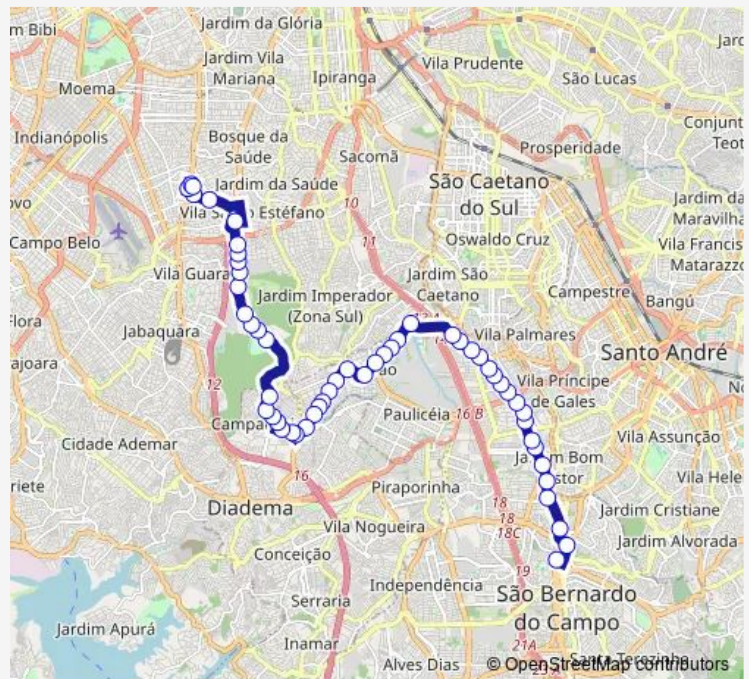 m Bibi
Jardim da Glória
Jardim Vila
Mariana
Ipiranga
Vila Prudente
São Lucas
Moema
Indianópolis
Bosque da
Saúde
Sacomã
Prosperidade
Conjunt
Teot
Jardim da Saúde
São Caetano
do Sul
Jardim da
Maravilha
ovo
Estéfano
10
Campo Belo
11
Oswaldo Cruz
Vila Francis
Matarazz
Vila Guara
Jardim São
Caetano
Campestre
Bangú
Jardim Imperador
(Zona Sul)
Flora
Jabaquara
Vila Palmares
ajoara
Santo André
12
Vila Príncipe
de Gales
Campa
Paulicéia
16 B
Cidade Ademar
Vila Assunção
Ja
m Bom
stor
16
riete
Piraporinha
Vila Hele
Diadema
18
18
18C
Jardim Cristiane
Vila Nogueira
Jardim Alvorada
Conceição
19
Independência
São Bernardo
do Campo
Serraria
Jardim Apurá
Inamar
21A
Alves Dias
© OpenStreetMap contributors